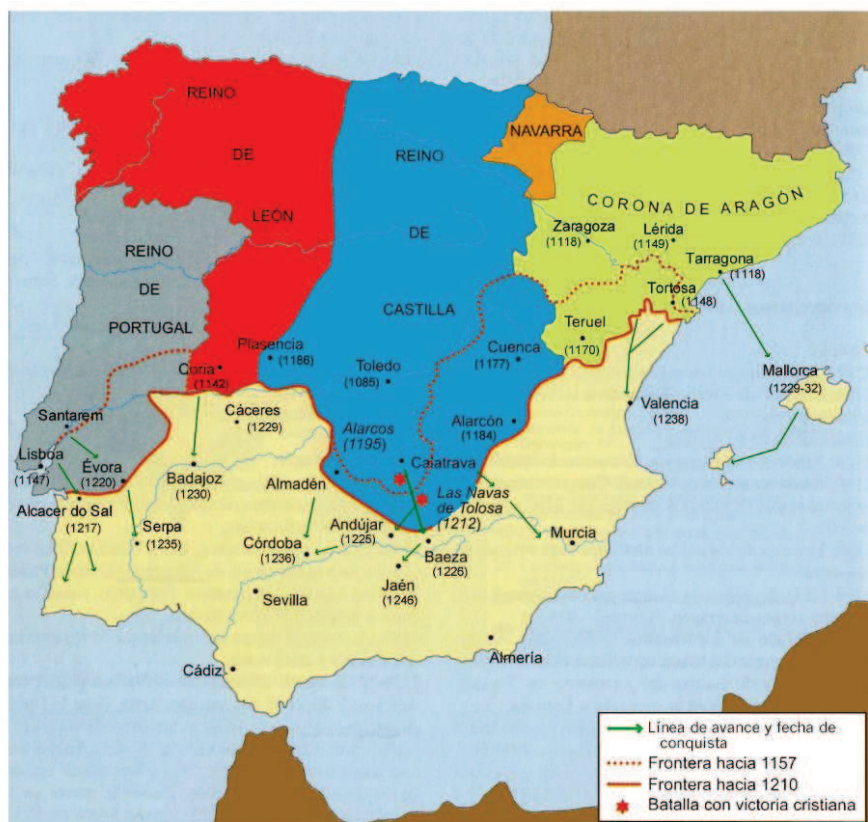 REINO
DE
LEÓN
REINO
DE
CASTILLA
NAVARRA
CORONA DE ARAGÓN
REINO
DE
PORTUGAL
Zaragoza
(1118)
Lérida
(1149)
Tarragona
(1118)
Tortosa
(1148)
Teruel
(1170)
Plasencia
(1186)
Coria
(1142)
Toledo
(1085)
Cuenca
(1177)
Mallorca
(1229-32)
Valencia
(1238)
Santarem
Lisboa
(1147)
Évora
(1220)
Alcacer do Sal
(1217)
Cáceres
(1229)
Badajoz
(1230)
Serpa
(1235)
Alarcos
(1195)
Alarcón
(1184)
Calatrava
Almadén
Las Navas
de Tolosa
(1212)
Andújar
(1225)
Córdoba
(1236)
Baeza
(1226)
Jaén
(1246)
Murcia
Sevilla
Cádiz
Almería
Línea de avance y fecha de
conquista
Frontera hacia 1157
Frontera hacia 1210
Batalla con victoria cristiana